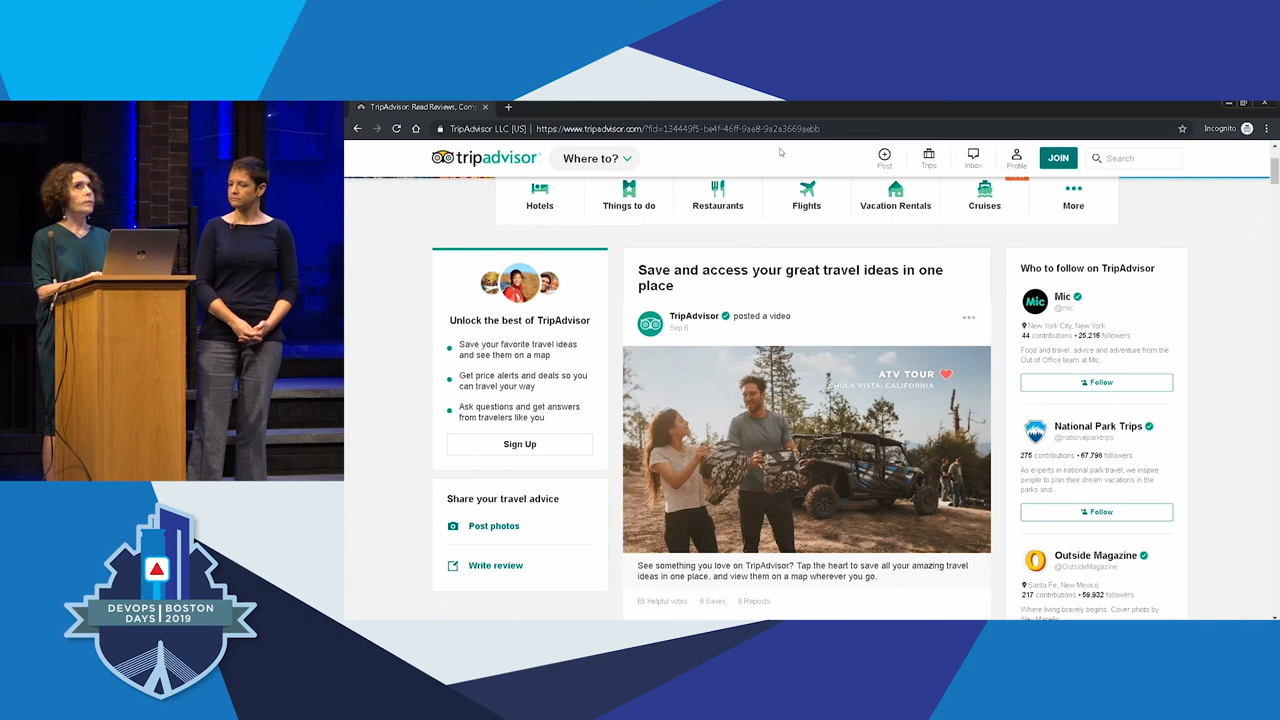 TripAdvisor: Read Reviews, Com
TripAdvisor LLC [US] | https://www.tripadvisor.com/?fid=134449f5-be4f-46ff-9ae8-9a2a3669aebb
Incognito
tripadvisor
Where to?
Post
Trips
Inbox
Profile
JOIN
Search
Hotels
Things to do
Restaurants
Flights
Vacation Rentals
Cruises
More
Unlock the best of TripAdvisor
Save your favorite travel ideas
and see them on a map
Get price alerts and deals so you
can travel your way
Ask questions and get answers
from travelers like you
Sign Up
Share your travel advice
Post photos
Write review
Save and access your great travel ideas in one
place
TripAdvisor posted a video
Sep 6
ATV TOUR
CHULA VISTA, CALIFORNIA
See something you love on TripAdvisor? Tap the heart to save all your amazing travel
ideas in one place, and view them on a map wherever you go.
65 Helpful votes 6 Saves 9 Reposts
Who to follow on TripAdvisor
Mic
Mic
@mic
New York City, New York
44 contributions • 25,216 followers
Food and travel, advice and adventure from the
Out of Office team at Mic.
Follow
National Park Trips
@nationalparktrips
275 contributions • 67,798 followers
As experts in national park travel, we inspire
people to plan their dream vacations in the
parks and...
Follow
Outside Magazine
@OutsideMagazine
Santa Fe, New Mexico
217 contributions • 59,932 followers
Where living bravely begins. Cover photo by
DEVOPS BOSTON
DAYS 2019